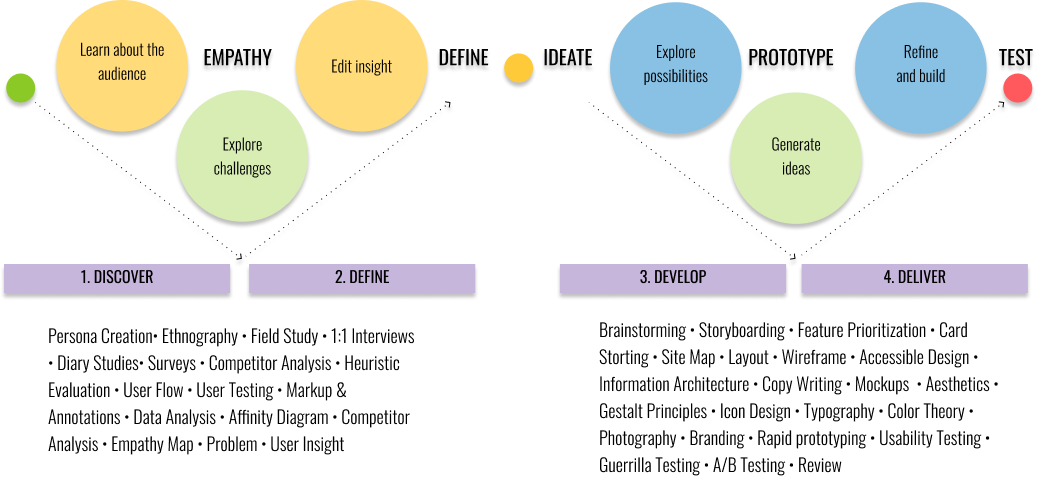 Learn about the
audience
EMPATHY
Edit insight
DEFINE
Explore
challenges
IDEATE
Explore
possibilities
PROTOTYPE
Refine
and build
TEST
Generate
ideas
1. DISCOVER
2. DEFINE
3. DEVELOP
4. DELIVER
Persona Creation• Ethnography • Field Study • 1:1 Interviews
• Diary Studies• Surveys • Competitor Analysis • Heuristic
Evaluation • User Flow • User Testing • Markup &
Annotations • Data Analysis • Affinity Diagram • Competitor
Analysis • Empathy Map • Problem • User Insight
Brainstorming • Storyboarding • Feature Prioritization • Card
Storting • Site Map • Layout • Wireframe • Accessible Design •
Information Architecture • Copy Writing • Mockups • Aesthetics •
Gestalt Principles • Icon Design • Typography • Color Theory •
Photography • Branding • Rapid prototyping • Usability Testing •
Guerrilla Testing • A/B Testing • Review